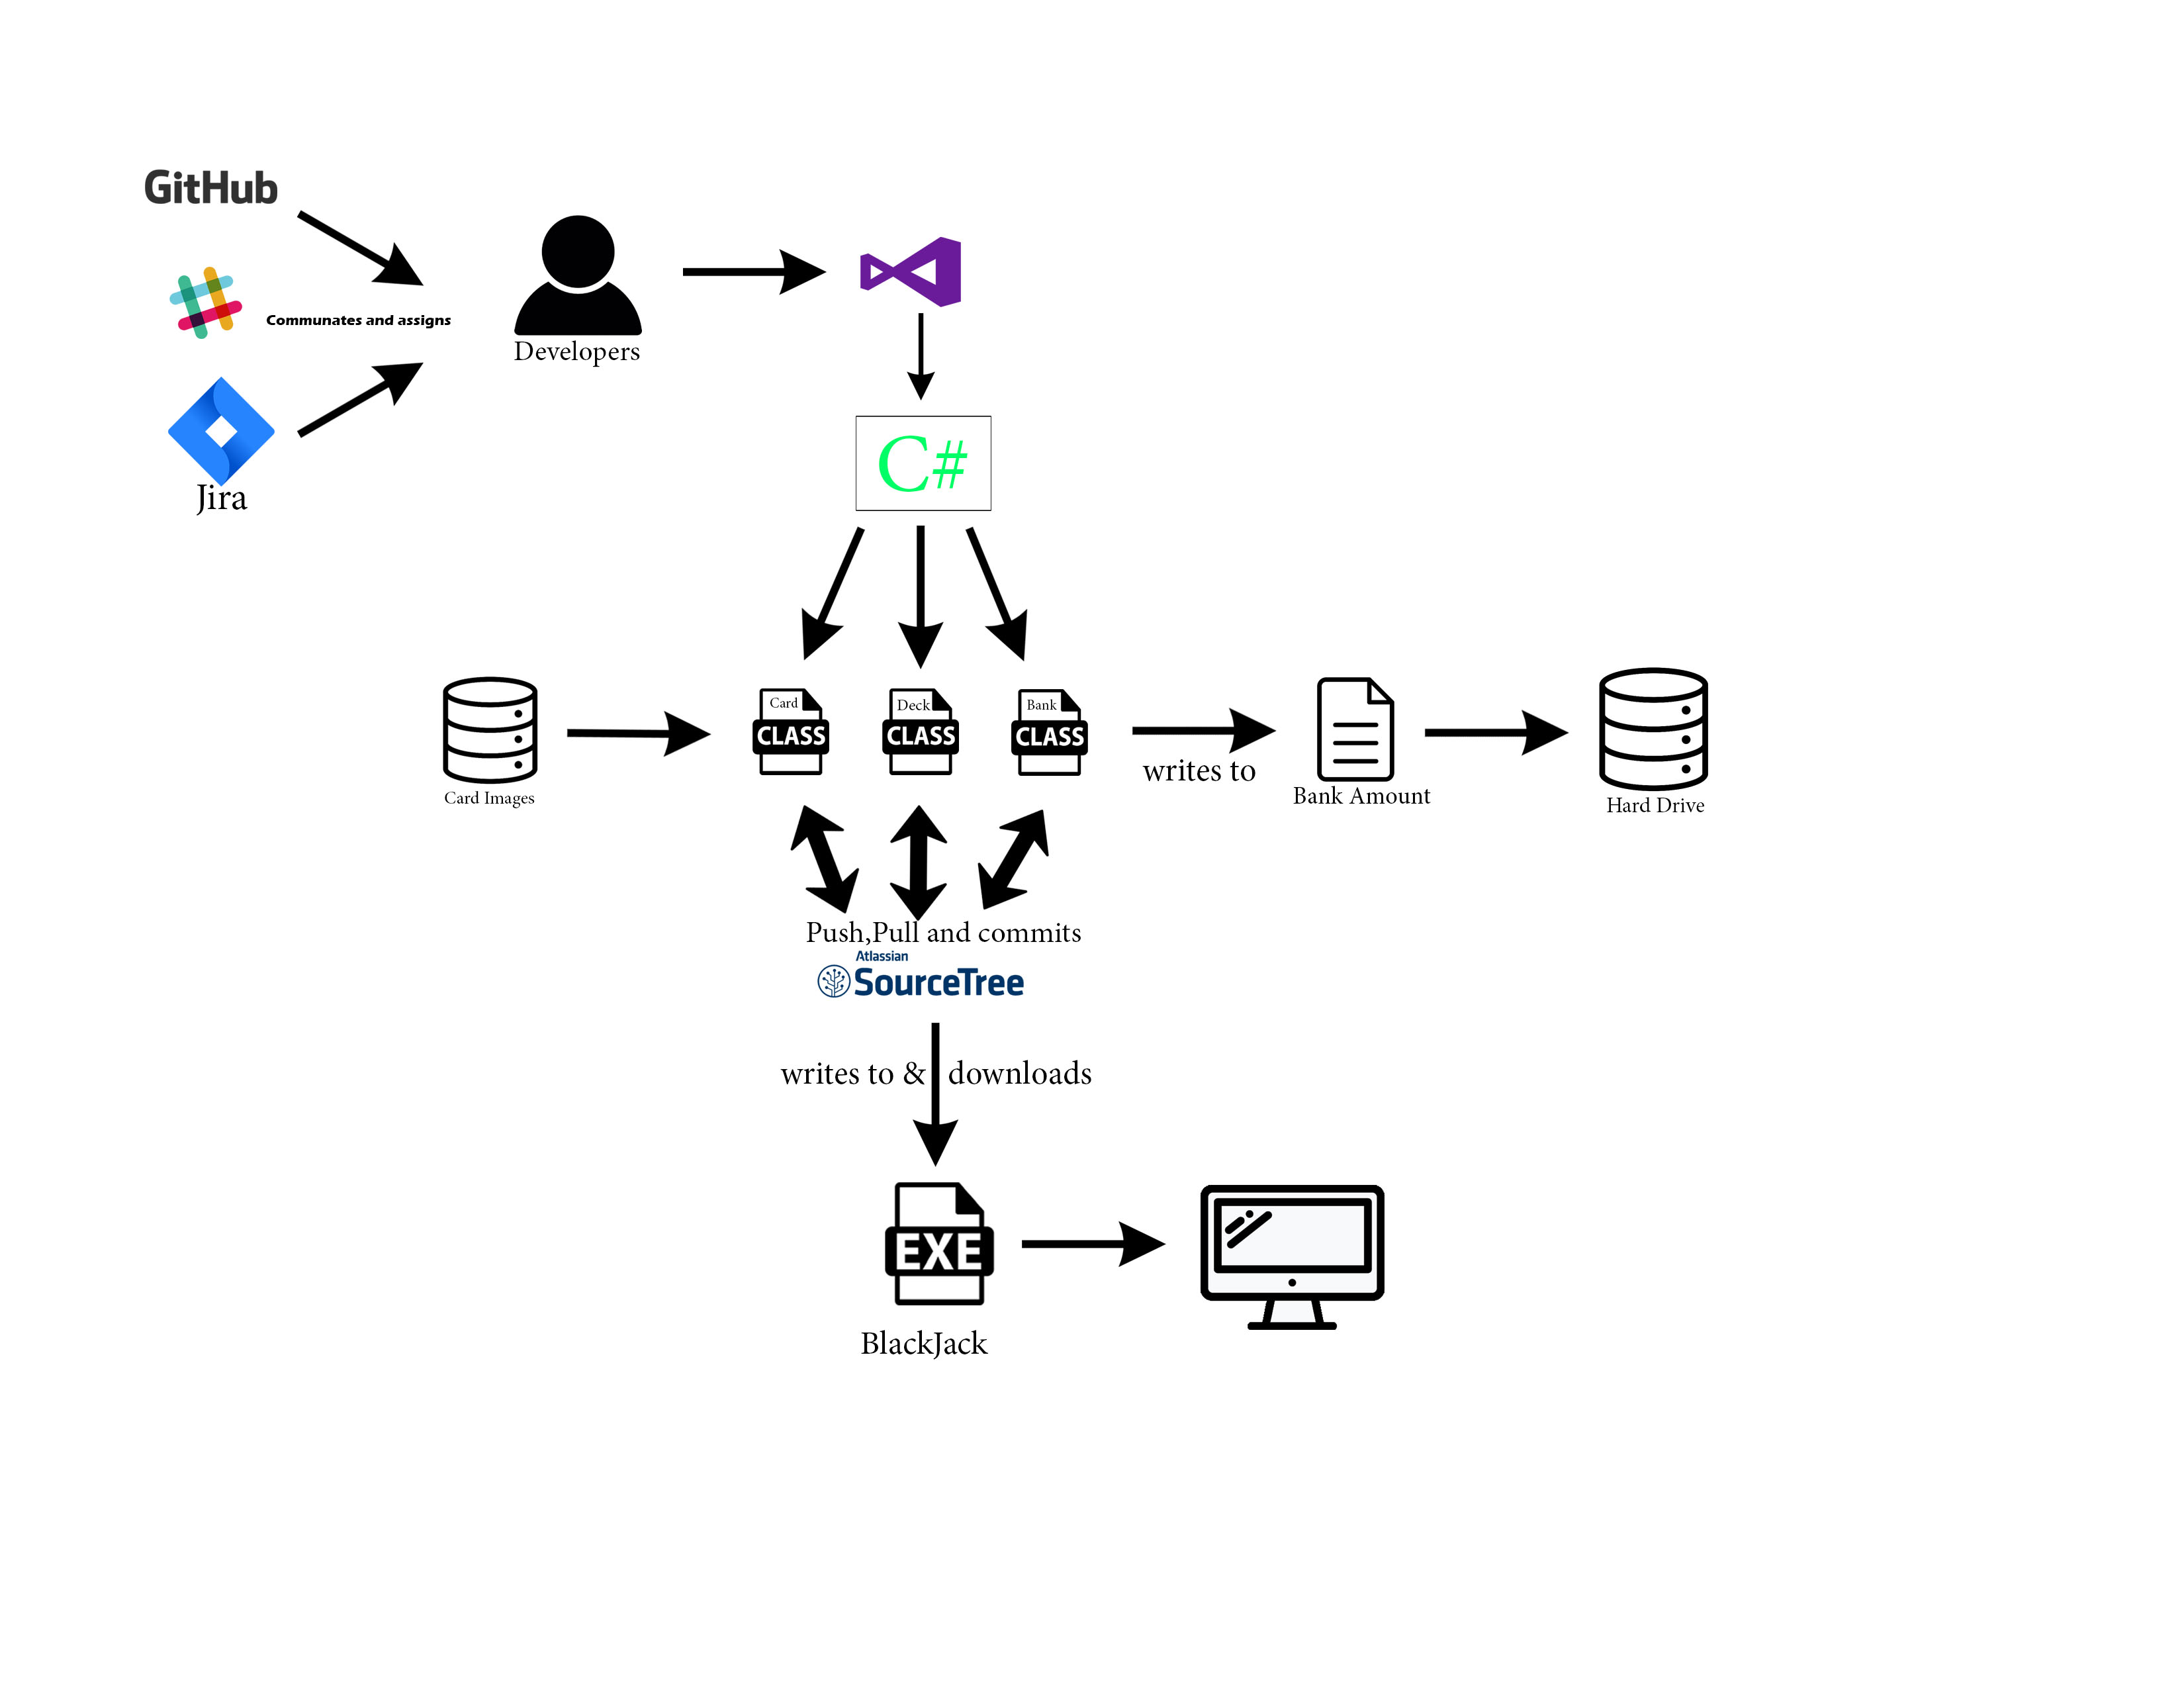 GitHub
Communates and assigns
Developers
Jira
C#
Card
CLASS
Deck
CLASS
Bank
CLASS
Card Images
writes to
Bank Amount
Hard Drive
Push,Pull and commits
Atlassian
SourceTree
writes to & downloads
EXE
BlackJack